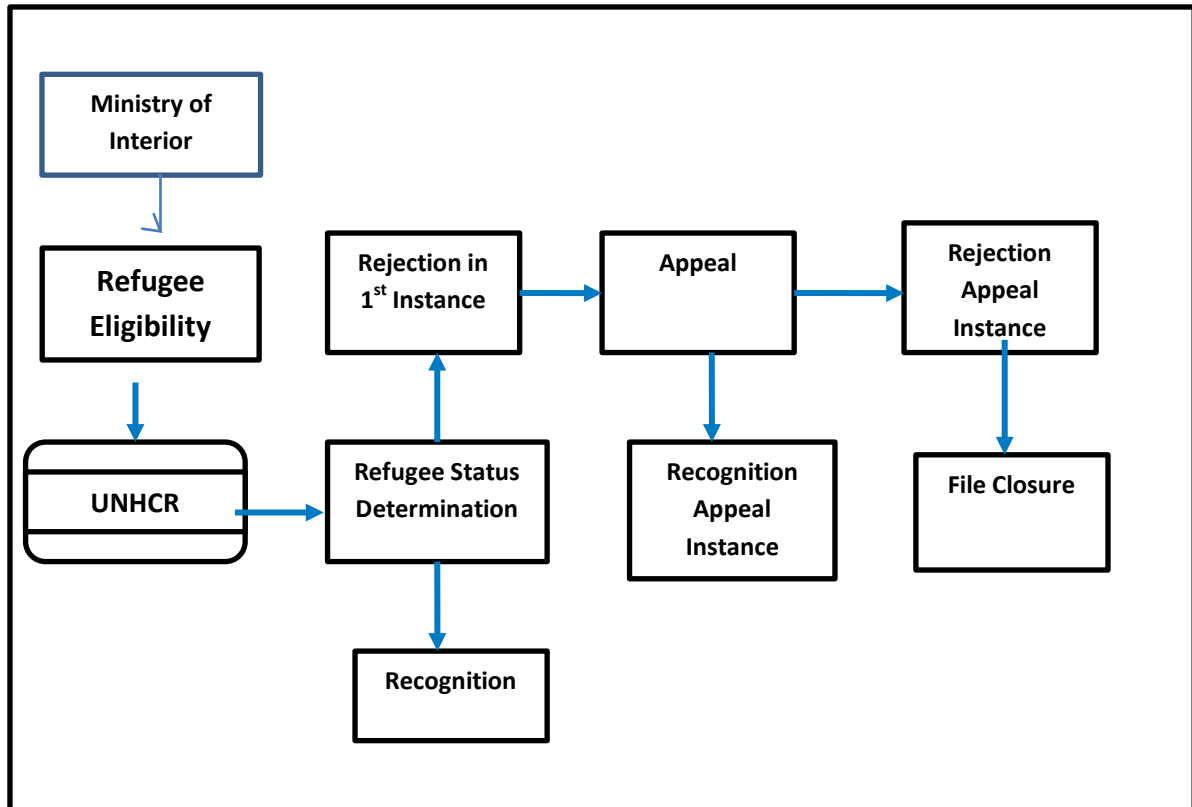 Ministry of
Interior
Refugee
Eligibility
UNHCR
Rejection in
1st Instance
Appeal
Rejection
Appeal
Instance
Refugee Status
Determination
Recognition
Appeal
Instance
File Closure
Recognition